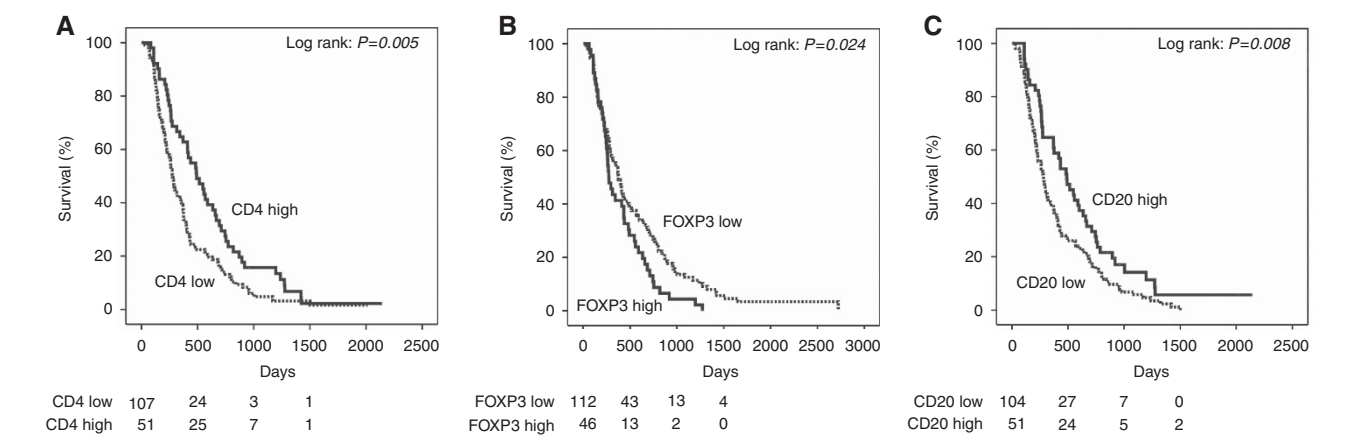 A
Log rank: P=0.005
Survival (%)
100
80
60
40
20
0
CD4 high
CD4 low
0 500 1000 1500 2000 2500
Days
CD4 low 107 24 3 1
CD4 high 51 25 7 1
B
Log rank: P=0.024
Survival (%)
100
80
60
40
20
0
FOXP3 low
FOXP3 high
0 500 1000 1500 2000 2500 3000
Days
FOXP3 low 112 43 13 4
FOXP3 high 46 13 2 0
C
Log rank: P=0.008
Survival (%)
100
80
60
40
20
0
CD20 high
CD20 low
0 500 1000 1500 2000 2500
Days
CD20 low 104 27 7 0
CD20 high 51 24 5 2